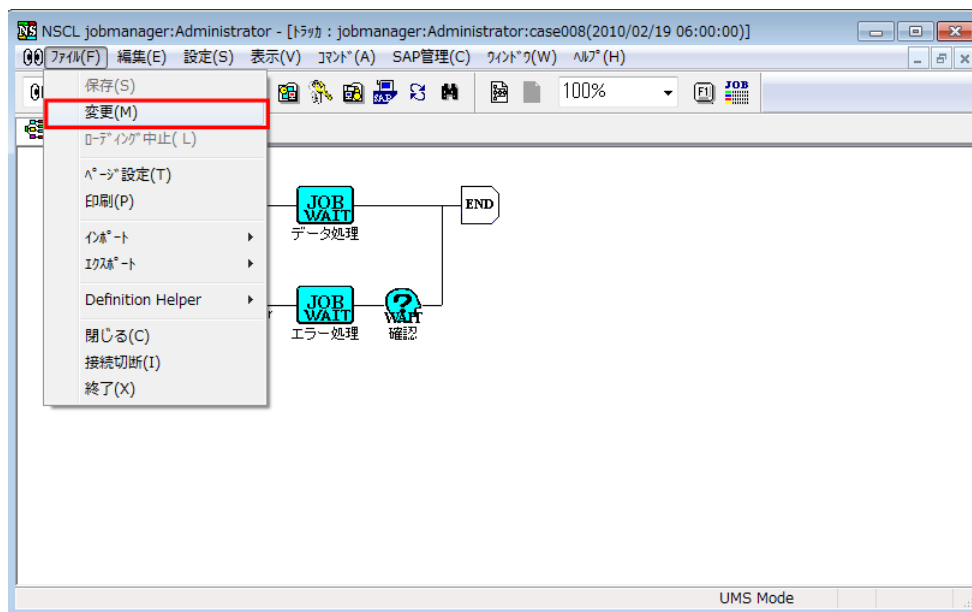 NSCL jobmanager:Administrator - [ﾄﾗｯｶ : jobmanager:Administrator:case008(2010/02/19 06:00:00)]
ﾌｧｲﾙ(F) 編集(E) 設定(S) 表示(V) ｺﾏﾝﾄﾞ(A) SAP管理(C) ｳｨﾝﾄﾞｳ(W) ﾍﾙﾌﾟ(H)
SAP 100% F1 JOB
保存(S)
変更(M)
ﾛｰﾃﾞｨﾝｸﾞ中止( L)
ﾍﾟｰｼﾞ設定(T)
印刷(P)
ｲﾝﾎﾟｰﾄ
ｴｸｽﾎﾟｰﾄ
Definition Helper
閉じる(C)
接続切断(I)
終了(X)
JOB
WAIT
データ処理
END
JOB
WAIT
エラー処理
?
WAIT
確認
UMS Mode